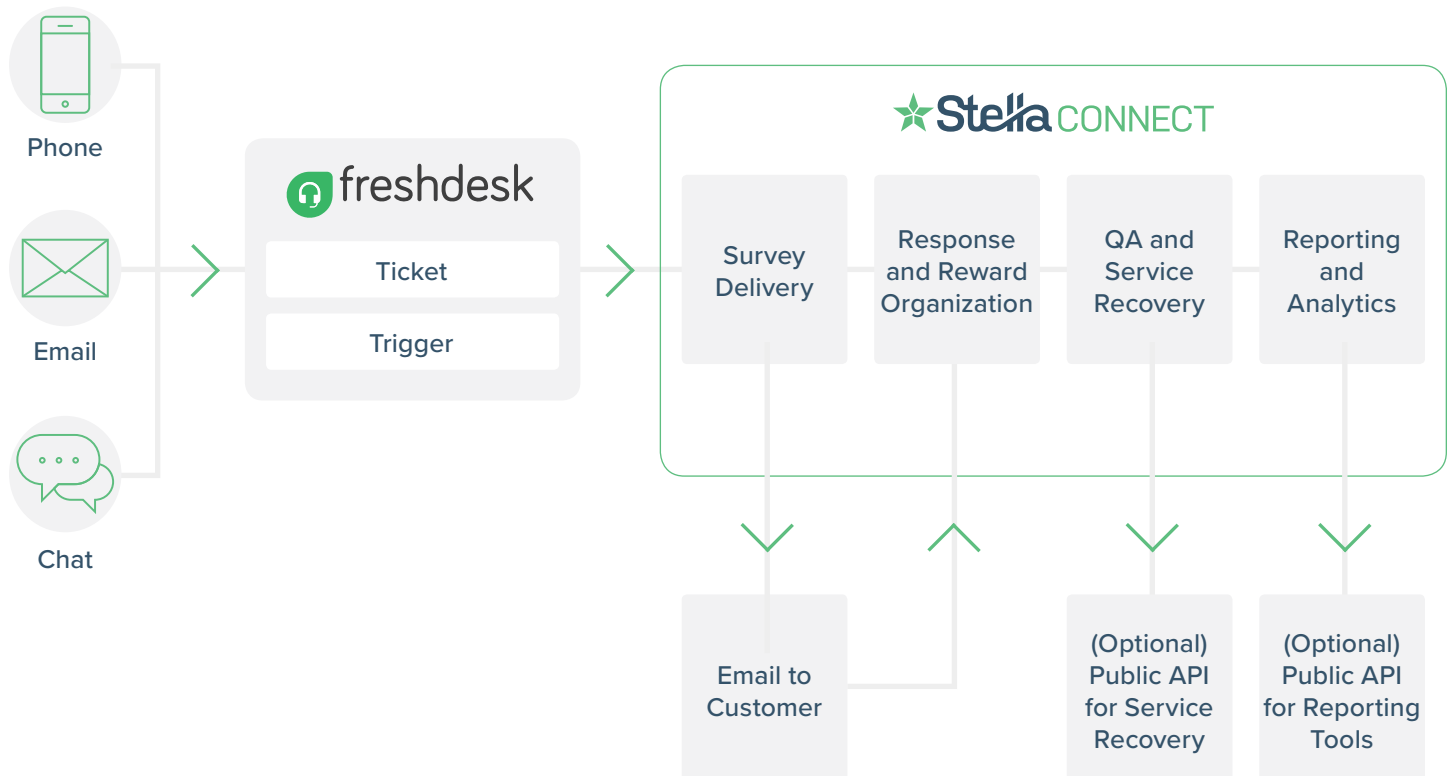 Phone
Email
Chat
freshdesk
Ticket
Trigger
Stella CONNECT
Survey
Delivery
Response
and Reward
Organization
QA and
Service
Recovery
Reporting
and
Analytics
Email to
Customer
(Optional)
Public API
for Service
Recovery
(Optional)
Public API
for Reporting
Tools